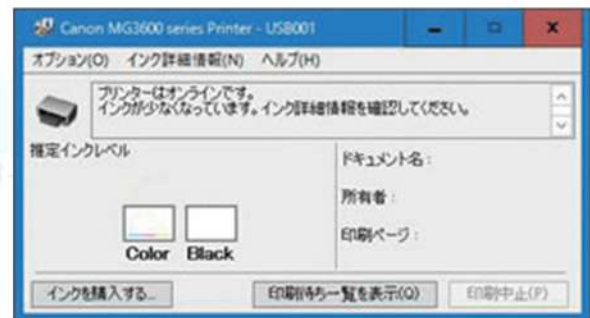 Canon MG3600 series Printer - USB001
オプション(O) インク詳細情報(N) ヘルプ(H)
プリンターはオンラインです。
インクが少なくなっています。インク詳細情報を確認してください。
推定インクレベル
ドキュメント名:
所有者:
印刷ページ:
Color Black
インクを購入する... 印刷待ち一覧を表示(Q) 印刷中止(P)